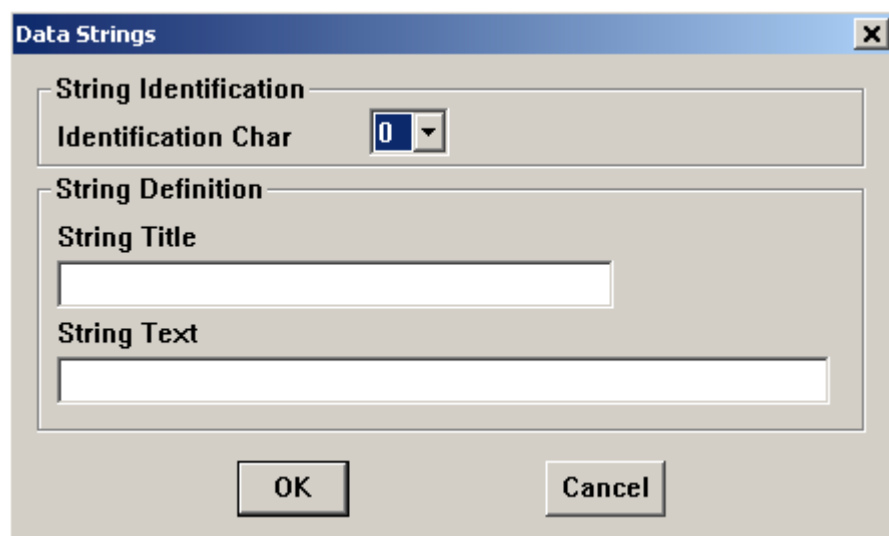 Data Strings
String Identification
Identification Char 0
String Definition
String Title
String Text
OK Cancel